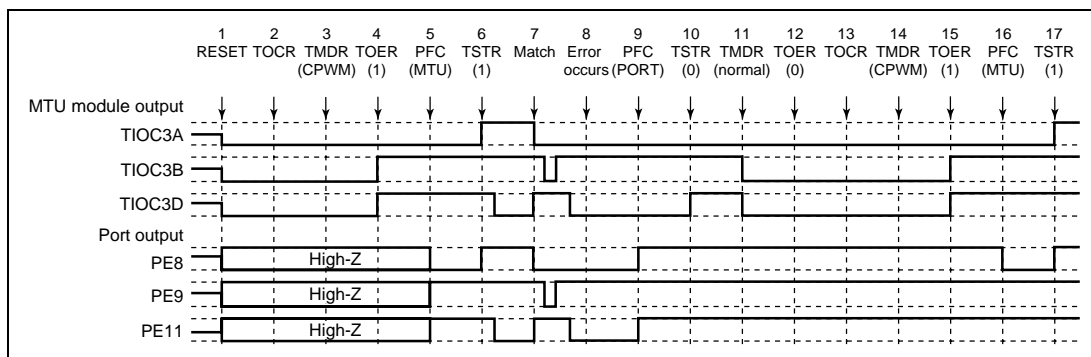 1 2 3 4 5 6 7 8 9 10 11 12 13 14 15 16 17
RESET TOCR TMDR TOER PFC TSTR Match Error PFC TSTR TMDR TOER TOCR TMDR TOER PFC TSTR
(CPWM) (1) (MTU) (1) occurs (PORT) (0) (normal) (0) (CPWM) (1) (MTU) (1)
MTU module output
TIOC3A
TIOC3B
TIOC3D
Port output
PE8 High-Z
PE9 High-Z
PE11 High-Z